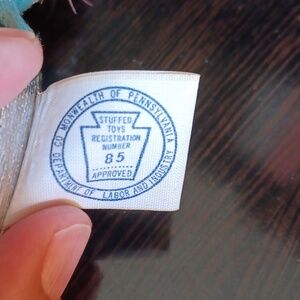 COMMONWEALTH OF PENNSYLVANIA
STUFFED
TOYS
REGISTRATION
NUMBER
85
APPROVED
DEPARTMENT OF LABOR AND INDUSTRY